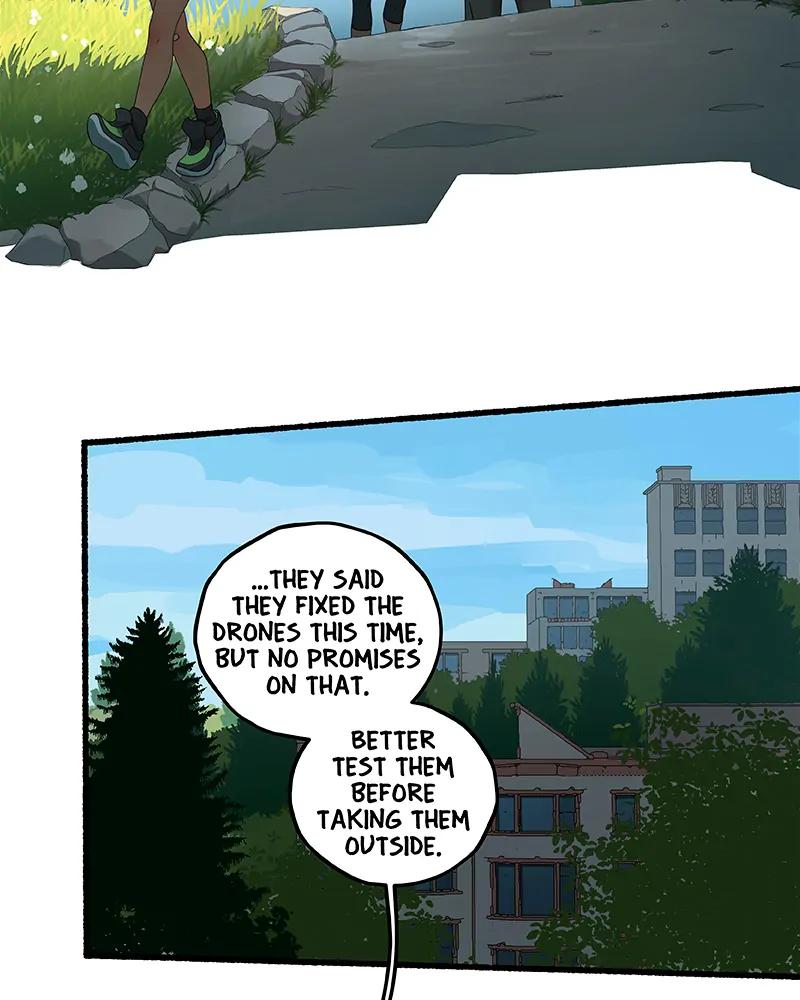 ...THEY SAID
THEY FIXED THE
DRONES THIS TIME,
BUT NO PROMISES
ON THAT.
BETTER
TEST THEM
BEFORE
TAKING THEM
OUTSIDE.